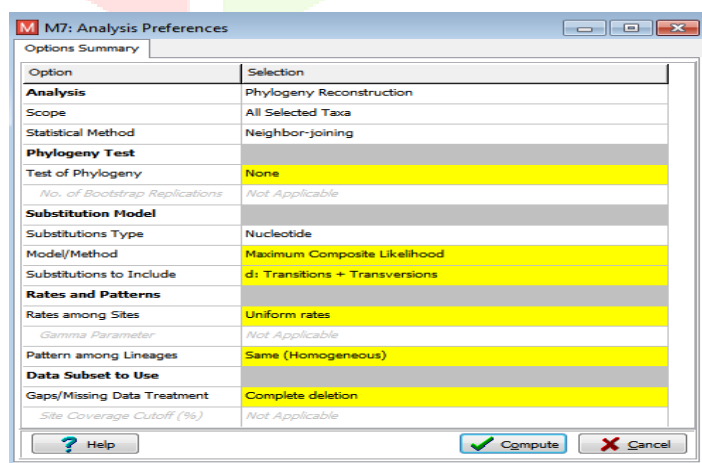 M M7: Analysis Preferences
Options Summary
Option Selection
Analysis Phylogeny Reconstruction
Scope All Selected Taxa
Statistical Method Neighbor-joining
Phylogeny Test
Test of Phylogeny None
No. of Bootstrap Replications Not Applicable
Substitution Model
Substitutions Type Nucleotide
Model/Method Maximum Composite Likelihood
Substitutions to Include d: Transitions + Transversions
Rates and Patterns
Rates among Sites Uniform rates
Gamma Parameter Not Applicable
Pattern among Lineages Same (Homogeneous)
Data Subset to Use
Gaps/Missing Data Treatment Complete deletion
Site Coverage Cutoff (%) Not Applicable
? Help Compute Cancel